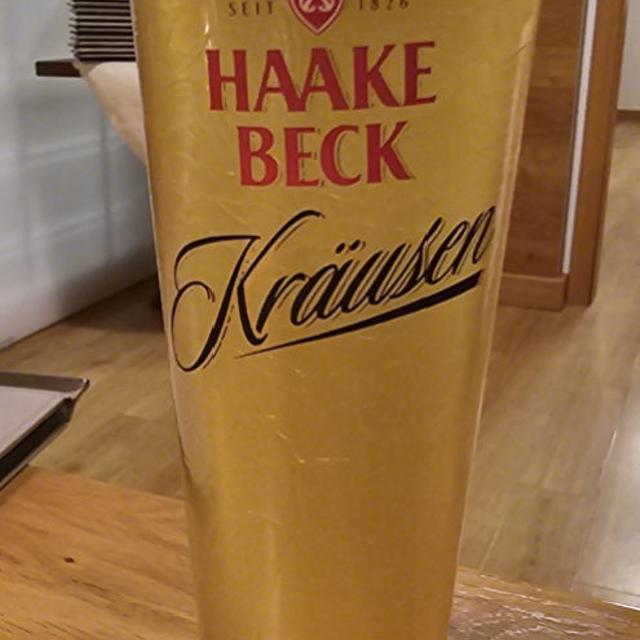 SEIT 1826
HAAKE
BECK
Kräusen